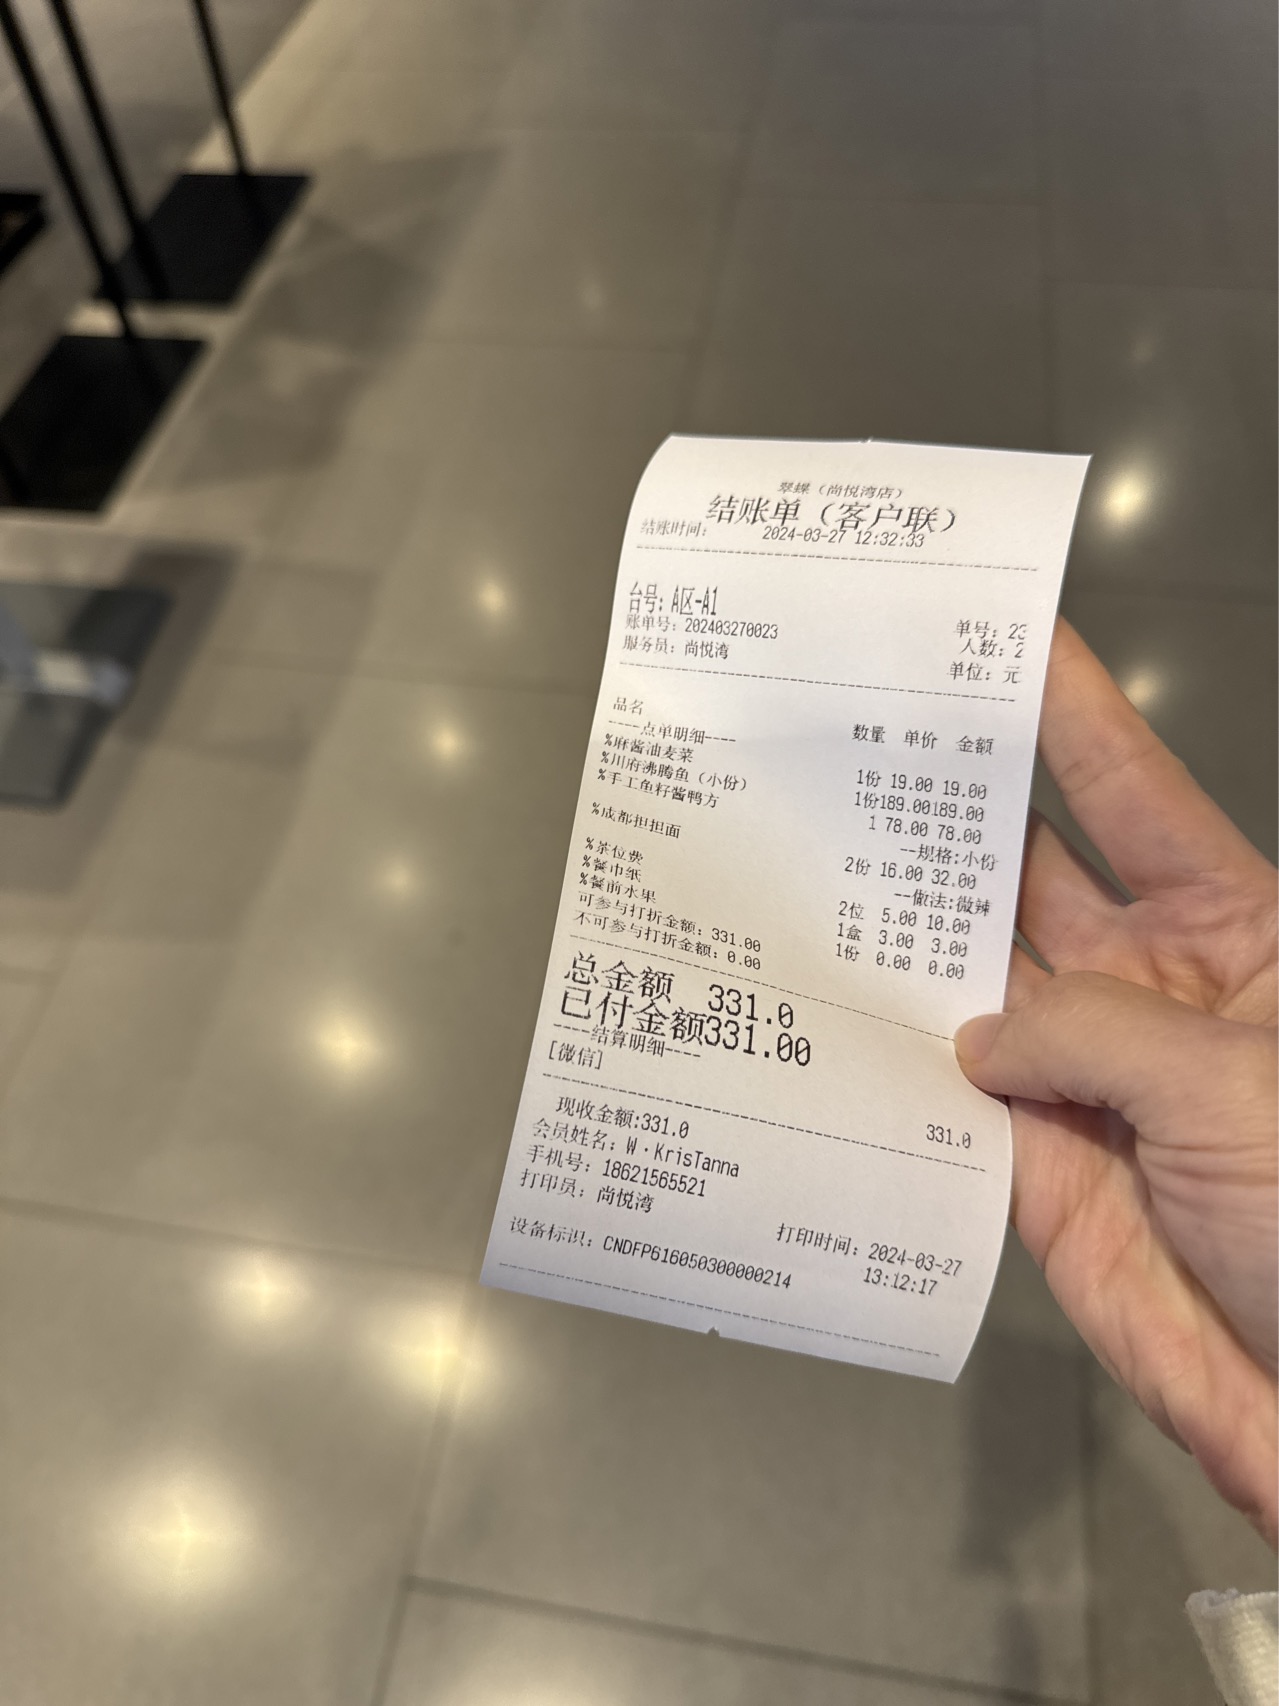 翠蝶（尚悦湾店）
结账单（客户联）
结账时间： 2024-03-27 12:32:33
台号：A区-A1
账单号：202403270023 单号：23
服务员：尚悦湾 人数：2
单位：元
品名 数量 单价 金额
----点单明细----
%麻酱油麦菜 1份 19.00 19.00
%川府沸腾鱼（小份） 1份189.00189.00
%手工鱼籽酱鸭方 1 78.00 78.00
--规格:小份
%成都担担面 2份 16.00 32.00
--做法:微辣
%茶位费 2位 5.00 10.00
%餐巾纸 1盒 3.00 3.00
%餐前水果 1份 0.00 0.00
可参与打折金额：331.00
不可参与打折金额：0.00
总金额 331.0
已付金额331.00
----结算明细----
[微信] 331.0
现收金额:331.0
会员姓名：W·KrisTanna
手机号：18621565521
打印员：尚悦湾 打印时间：2024-03-27
13:12:17
设备标识：CNDFP616050300000214